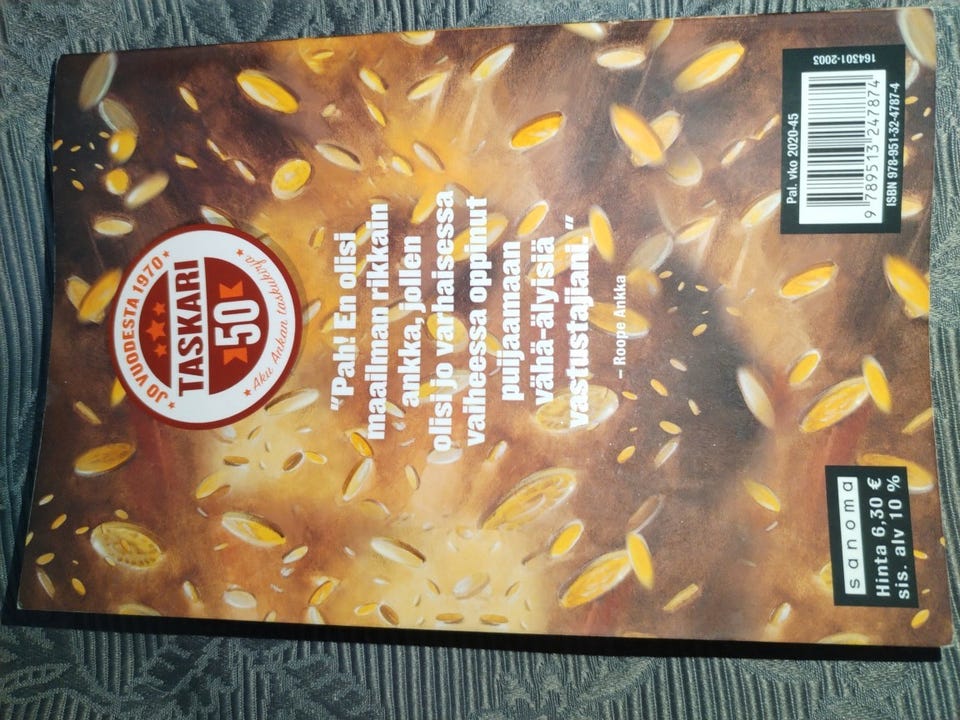 JO VUODESTA 1970
TASKARI
50
Aku Ankan taskukirja
"Pah! En olisi
maailman rikkain
ankka, jollen
olisi jo varhaisessa
vaiheessa oppinut
puijaamaan
vähä-älyisiä
vastustajiani."
– Roope Ankka
sanoma
Hinta 6,30 €
sis. alv 10 %
Pal. vko 2020-45
164301-2003
9 789513 247874
ISBN 978-951-32-4787-4